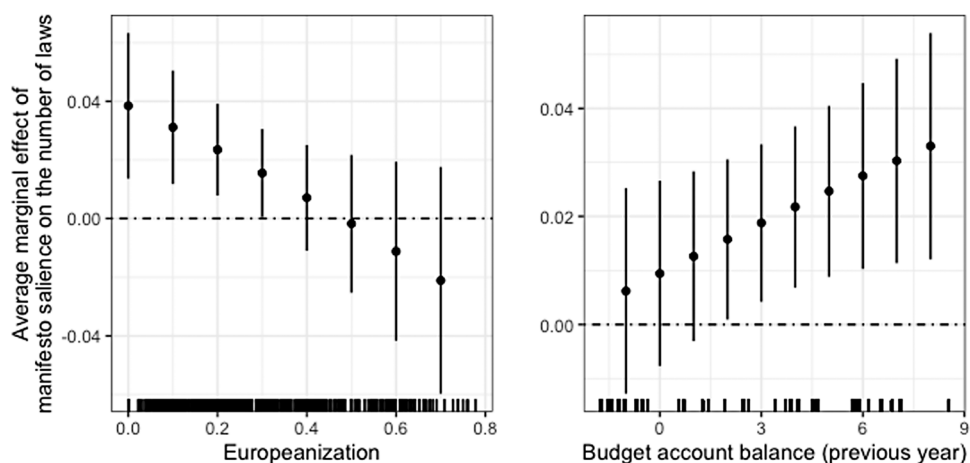 Average marginal effect of
manifesto salience on the number of laws
0.04
0.00
-0.04
0.0 0.2 0.4 0.6 0.8
Europeanization
0.04
0.02
0.00
0 3 6 9
Budget account balance (previous year)